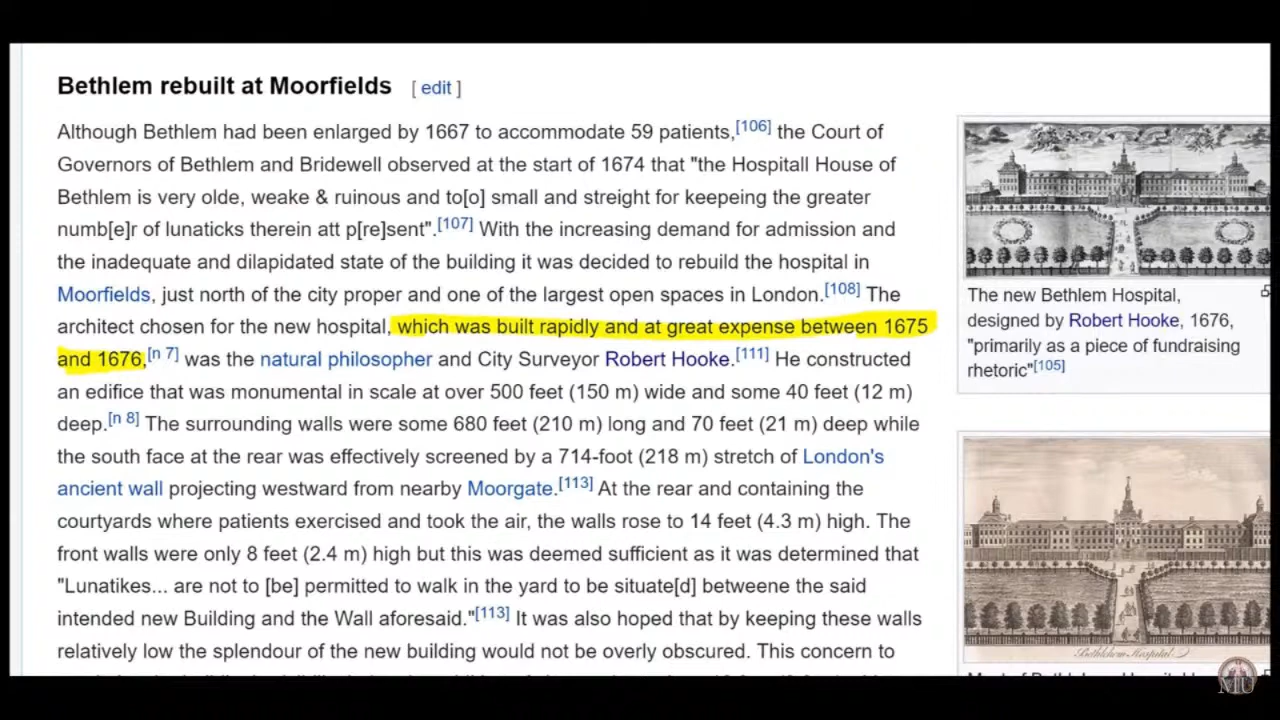 Bethlem rebuilt at Moorfields [ edit ]
Although Bethlem had been enlarged by 1667 to accommodate 59 patients,[106] the Court of
Governors of Bethlem and Bridewell observed at the start of 1674 that "the Hospitall House of
Bethlem is very olde, weake & ruinous and to[o] small and streight for keepeing the greater
numb[e]r of lunaticks therein att p[re]sent".[107] With the increasing demand for admission and
the inadequate and dilapidated state of the building it was decided to rebuild the hospital in
Moorfields, just north of the city proper and one of the largest open spaces in London.[108] The
architect chosen for the new hospital, which was built rapidly and at great expense between 1675
and 1676,[n 7] was the natural philosopher and City Surveyor Robert Hooke.[111] He constructed
an edifice that was monumental in scale at over 500 feet (150 m) wide and some 40 feet (12 m)
deep.[n 8] The surrounding walls were some 680 feet (210 m) long and 70 feet (21 m) deep while
the south face at the rear was effectively screened by a 714-foot (218 m) stretch of London's
ancient wall projecting westward from nearby Moorgate.[113] At the rear and containing the
courtyards where patients exercised and took the air, the walls rose to 14 feet (4.3 m) high. The
front walls were only 8 feet (2.4 m) high but this was deemed sufficient as it was determined that
"Lunatikes... are not to [be] permitted to walk in the yard to be situate[d] betweene the said
intended new Building and the Wall aforesaid."[113] It was also hoped that by keeping these walls
relatively low the splendour of the new building would not be overly obscured. This concern to
The new Bethlem Hospital,
designed by Robert Hooke, 1676,
"primarily as a piece of fundraising
rhetoric"[105]
Bethlehem Hospital
MU